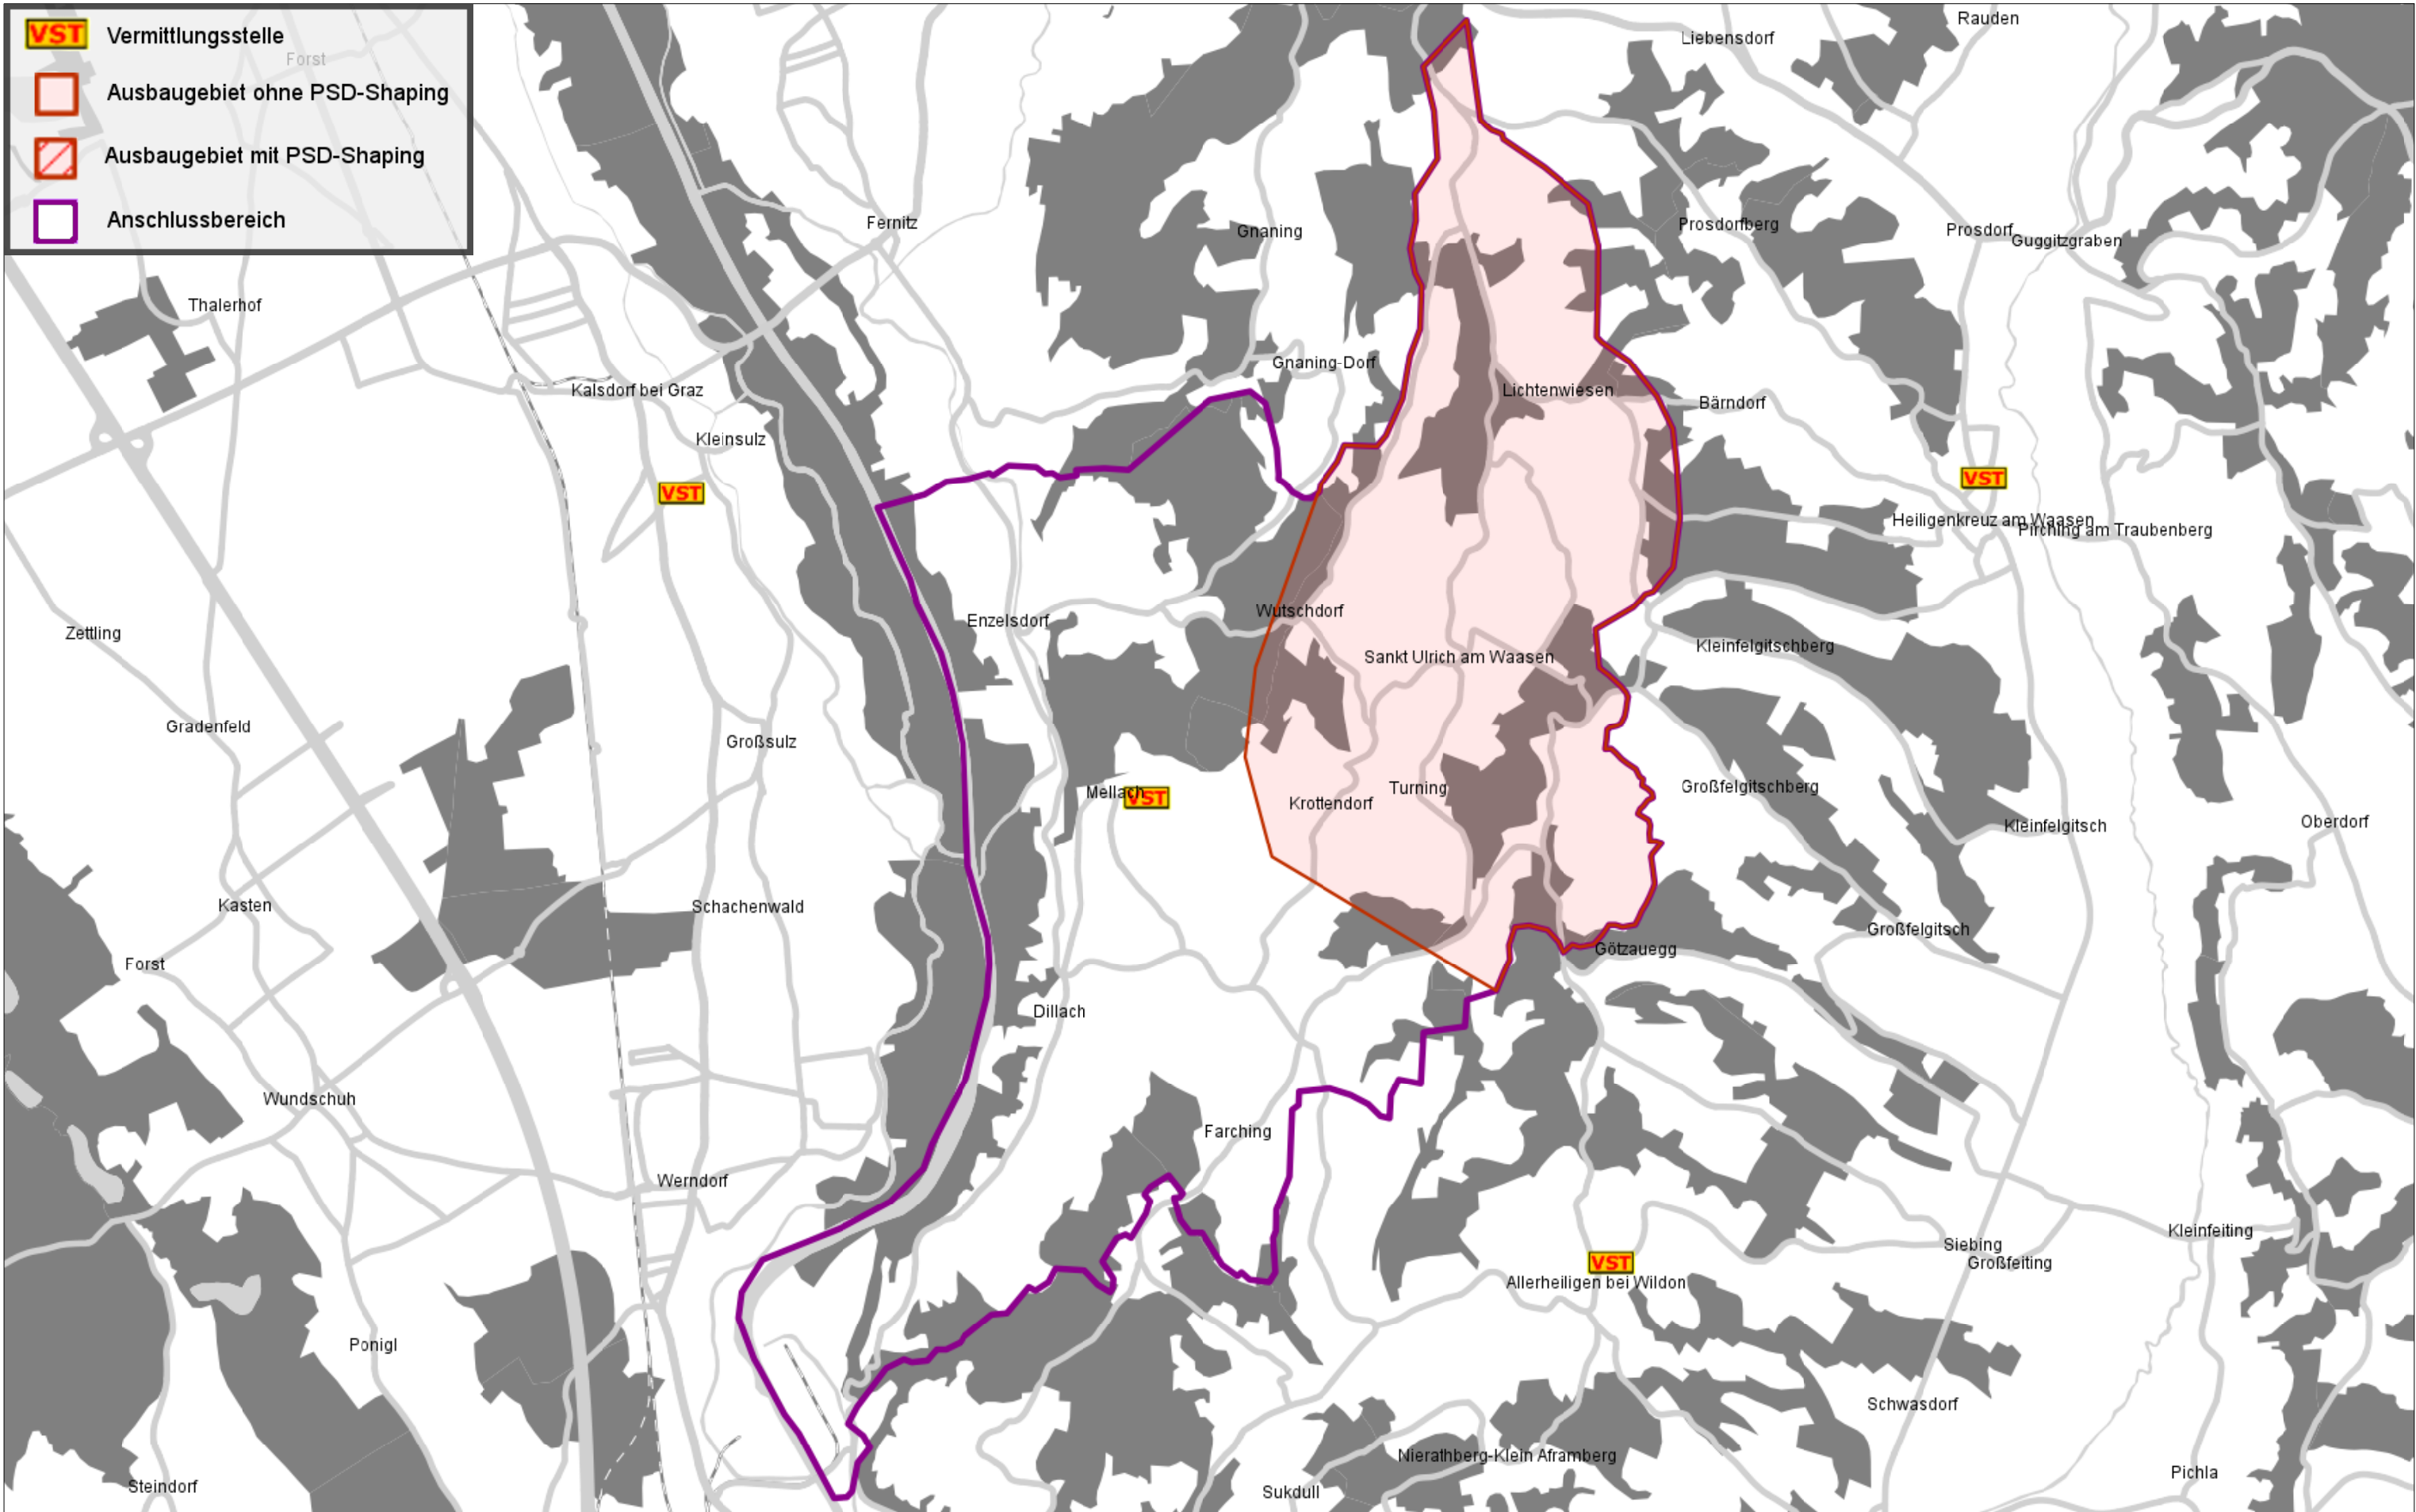 VST Vermittlungsstelle
Forst
Ausbaugebiet ohne PSD-Shaping
Ausbaugebiet mit PSD-Shaping
Anschlussbereich
Rauden
Liebensdorf
Fernitz
Gnaning
Prosdorfberg
Prosdorf
Guggitzgraben
Thalerhof
Gnaning-Dorf
Kalsdorf bei Graz
Lichtenwiesen
Bärndorf
Kleinsulz
VST
VST
Heiligenkreuz am Waasen
Pirching am Traubenberg
Wutschdorf
Enzelsdorf
Zettling
Kleinfelgitschberg
Sankt Ulrich am Waasen
Gradenfeld
Großsulz
Turning
Großfelgitschberg
Mellach
VST
Krottendorf
Oberdorf
Kleinfelgitsch
Kasten
Schachenwald
Großfelgitsch
Götzauegg
Forst
Dillach
Wundschuh
Farching
Werndorf
Kleinfeiting
Siebing
Großfeiting
VST
Allerheiligen bei Wildon
Ponigl
Schwasdorf
Nierathberg-Klein Aframberg
Pichla
Steindorf
Sukdull